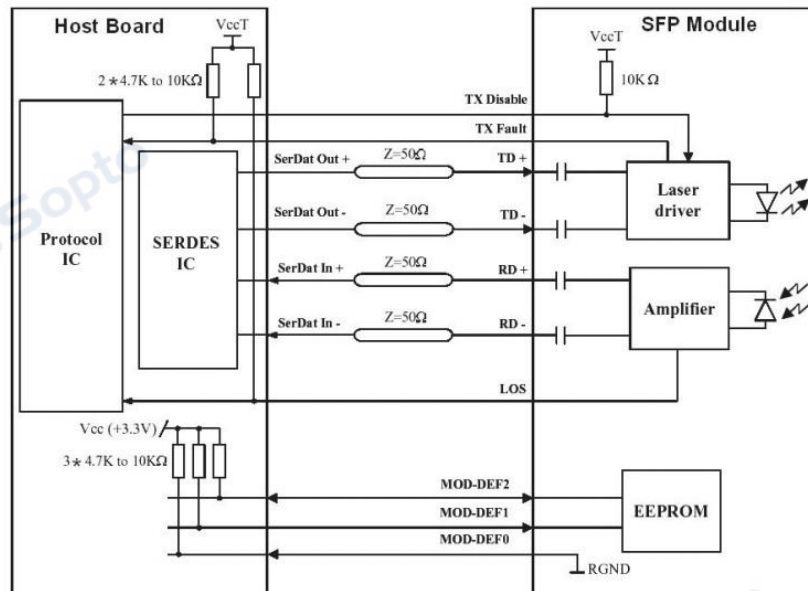 Host Board
SFP Module
VccT
VccT
2*4.7K to 10KΩ
10KΩ
TX Disable
TX Fault
SerDat Out +
Z=50Ω
TD +
SerDat Out -
Z=50Ω
TD -
Laser
driver
Protocol
IC
SERDES
IC
SerDat In +
Z=50Ω
RD +
SerDat In -
Z=50Ω
RD -
Amplifier
LOS
Vcc (+3.3V)
3*4.7K to 10KΩ
MOD-DEF2
MOD-DEF1
MOD-DEF0
EEPROM
RGND
Sopto